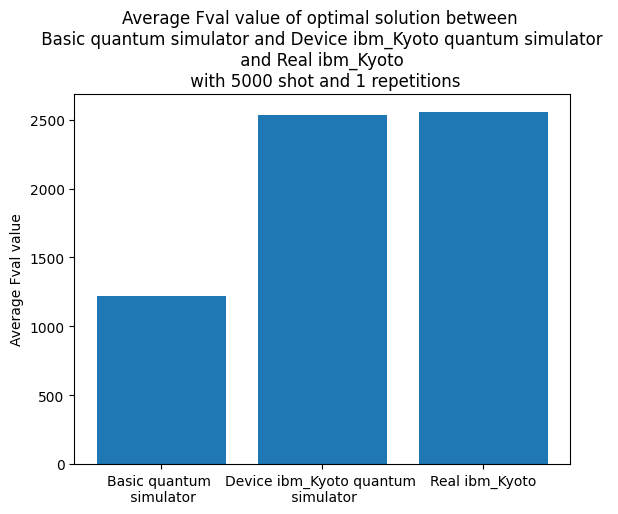 Average Fval value of optimal solution between
Basic quantum simulator and Device ibm_Kyoto quantum simulator
and Real ibm_Kyoto
with 5000 shot and 1 repetitions
Average Fval value
2500
2000
1500
1000
500
0
Basic quantum
simulator
Device ibm_Kyoto quantum
simulator
Real ibm_Kyoto